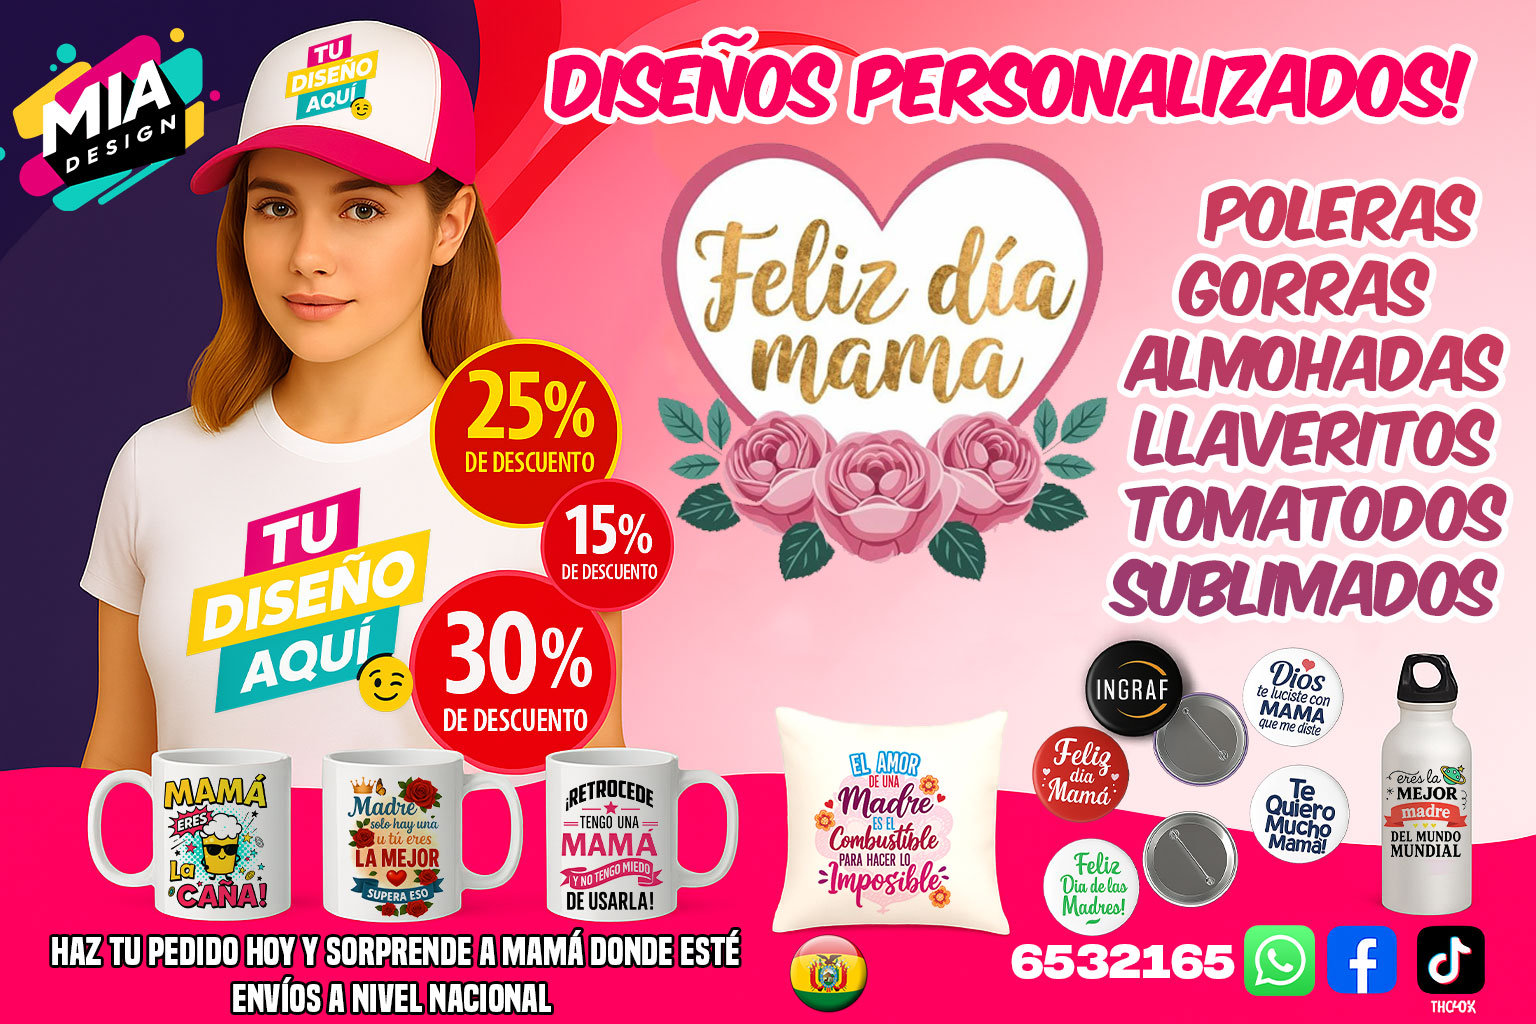 MIA
DESIGN
TU
DISEÑO
AQUÍ
DISEÑOS PERSONALIZADOS!
Feliz día
mama
POLERAS
GORRAS
ALMOHADAS
LLAVERITOS
TOMATODOS
SUBLIMADOS
25%
DE DESCUENTO
15%
DE DESCUENTO
30%
DE DESCUENTO
TU
DISEÑO
AQUÍ
MAMÁ
ERES
La
CAÑA!
Madre
solo hay una
y tú eres
LA MEJOR
SUPERA ESO
¡RETROCEDE
TENGO UNA
MAMÁ
Y NO TENGO MIEDO
DE USARLA!
EL AMOR
DE UNA
Madre
ES EL
Combustible
PARA HACER LO
Imposible
INGRAF
Dios
te luciste con
MAMA
que me diste
Feliz
día
Mamá
Te
Quiero
Mucho
Mamá!
Feliz
Día de las
Madres!
erés la
MEJOR
madre
DEL MUNDO
MUNDIAL
HAZ TU PEDIDO HOY Y SORPRENDE A MAMÁ DONDE ESTÉ
ENVÍOS A NIVEL NACIONAL
6532165